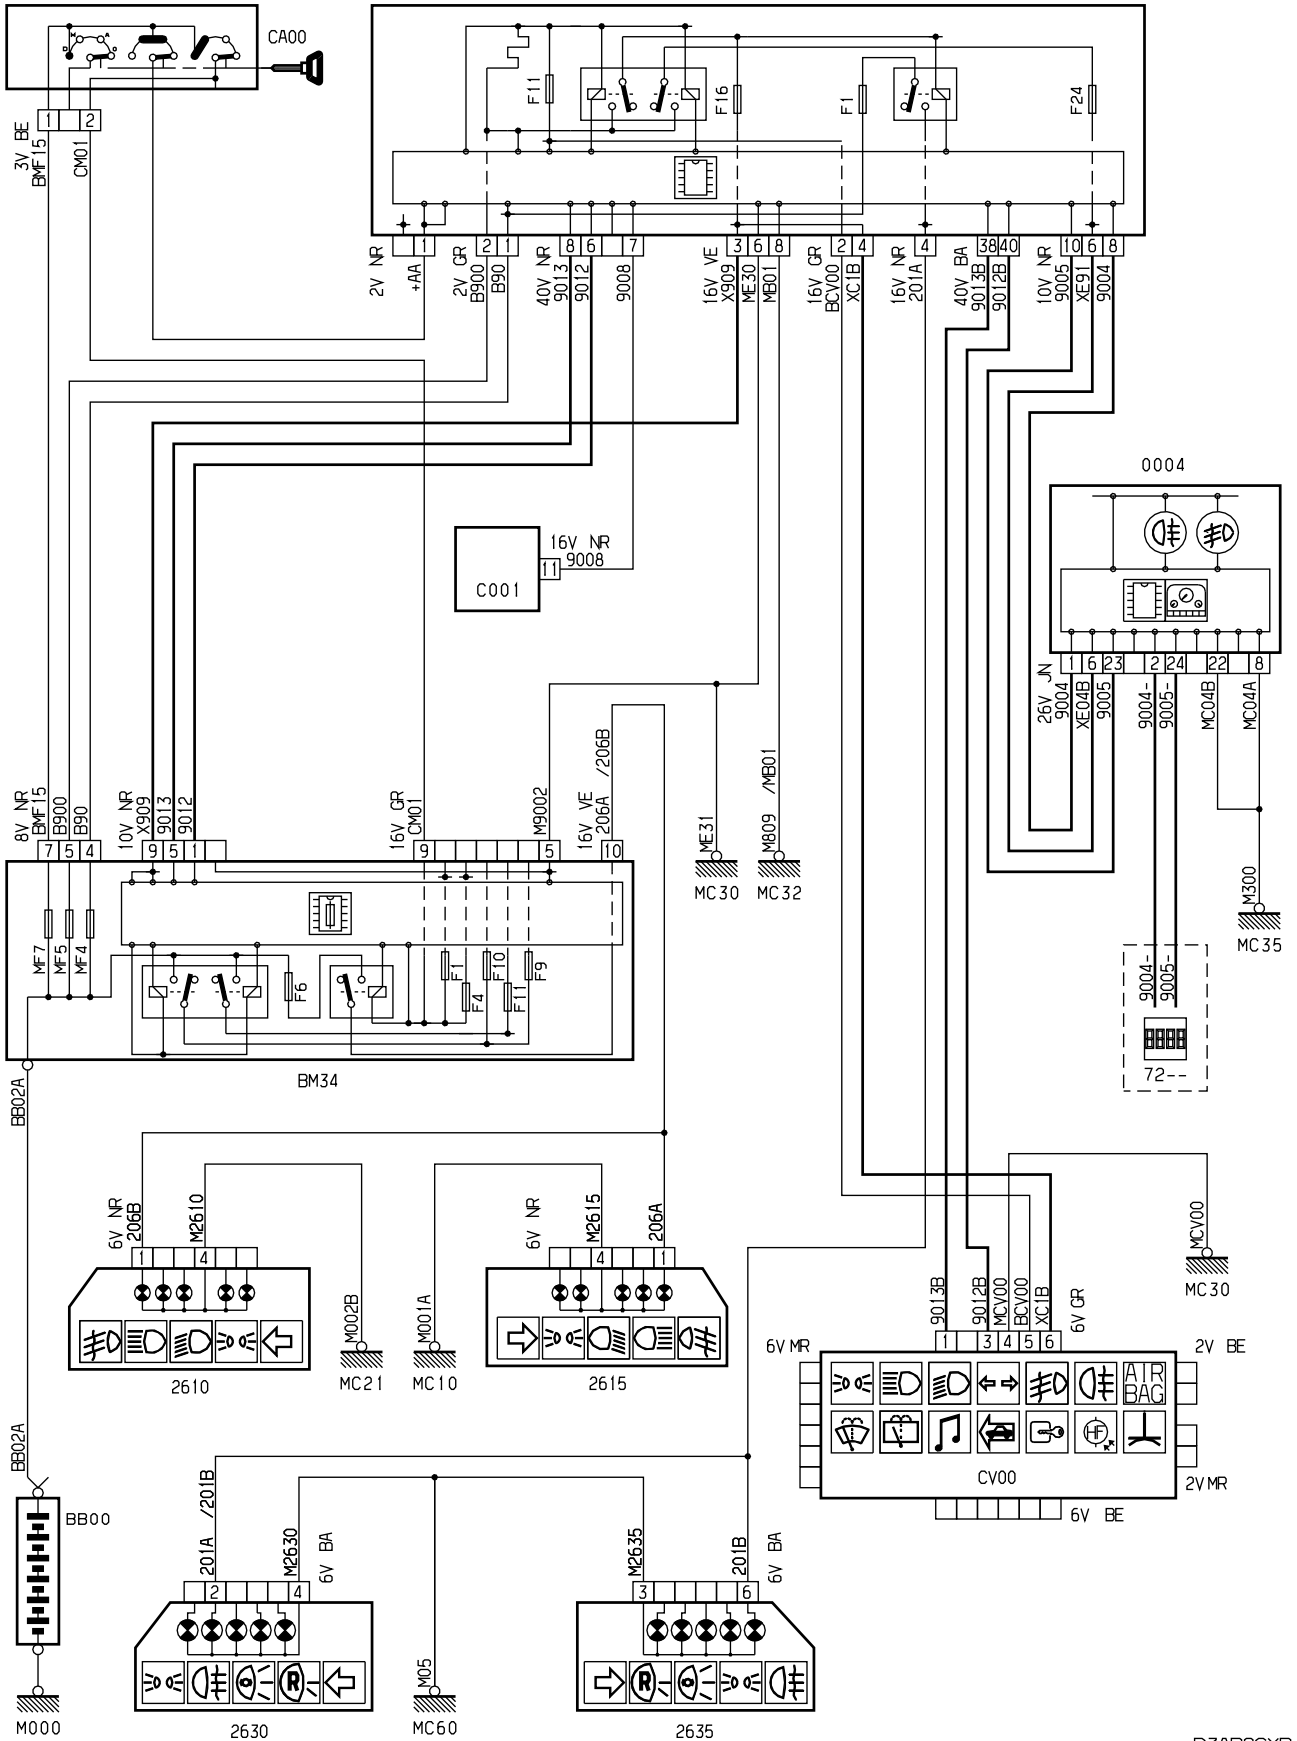 CA00
M A
D 0
1 2
3V BE
BMF15
CM01
F11
F16
F1
F24
1 2 1 8 6 7 3 6 8 2 4 4 38 40 10 6 8
2V NR
+AA
2V GR
B900
B90
40V NR
9013
9012
9008
16V VE
X909
ME30
MB01
16V GR
BCV00
XC1B
16V NR
201A
40V BA
9013B
9012B
10V NR
9005
XE91
9004
0004
16V NR
9008
11
C001
1 6 23 2 24 22 8
26V JN
9004
XE04B
9005
9004-
9005-
MC04B
MC04A
M300
MC35
9004-
9005-
72--
8V NR
BMF15
B900
B90
10V NR
X909
9013
9012
16V GR
CM01
M9002
16V VE
206A /206B
ME31
MC30
M809 /MB01
MC32
7 5 4 9 5 1 9 5 10
MF7
MF5
MF4
F6
F1
F4
F10
F11
F9
BM34
BB02A
6V NR
206B
M2610
1 4
2610
M002B
MC21
M001A
MC10
6V NR
M2615
206A
4 1
2615
MCV00
MC30
9013B
9012B
MCV00
BCV00
XC1B
6V GR
1 3 4 5 6
6V MR
2V BE
AIR
BAG
HF
CV00
2V MR
6V BE
BB02A
BB00
M000
201A /201B
M2630
6V BA
2 4
R
2630
M05
MC60
M2635
201B
6V BA
3 6
R
2635